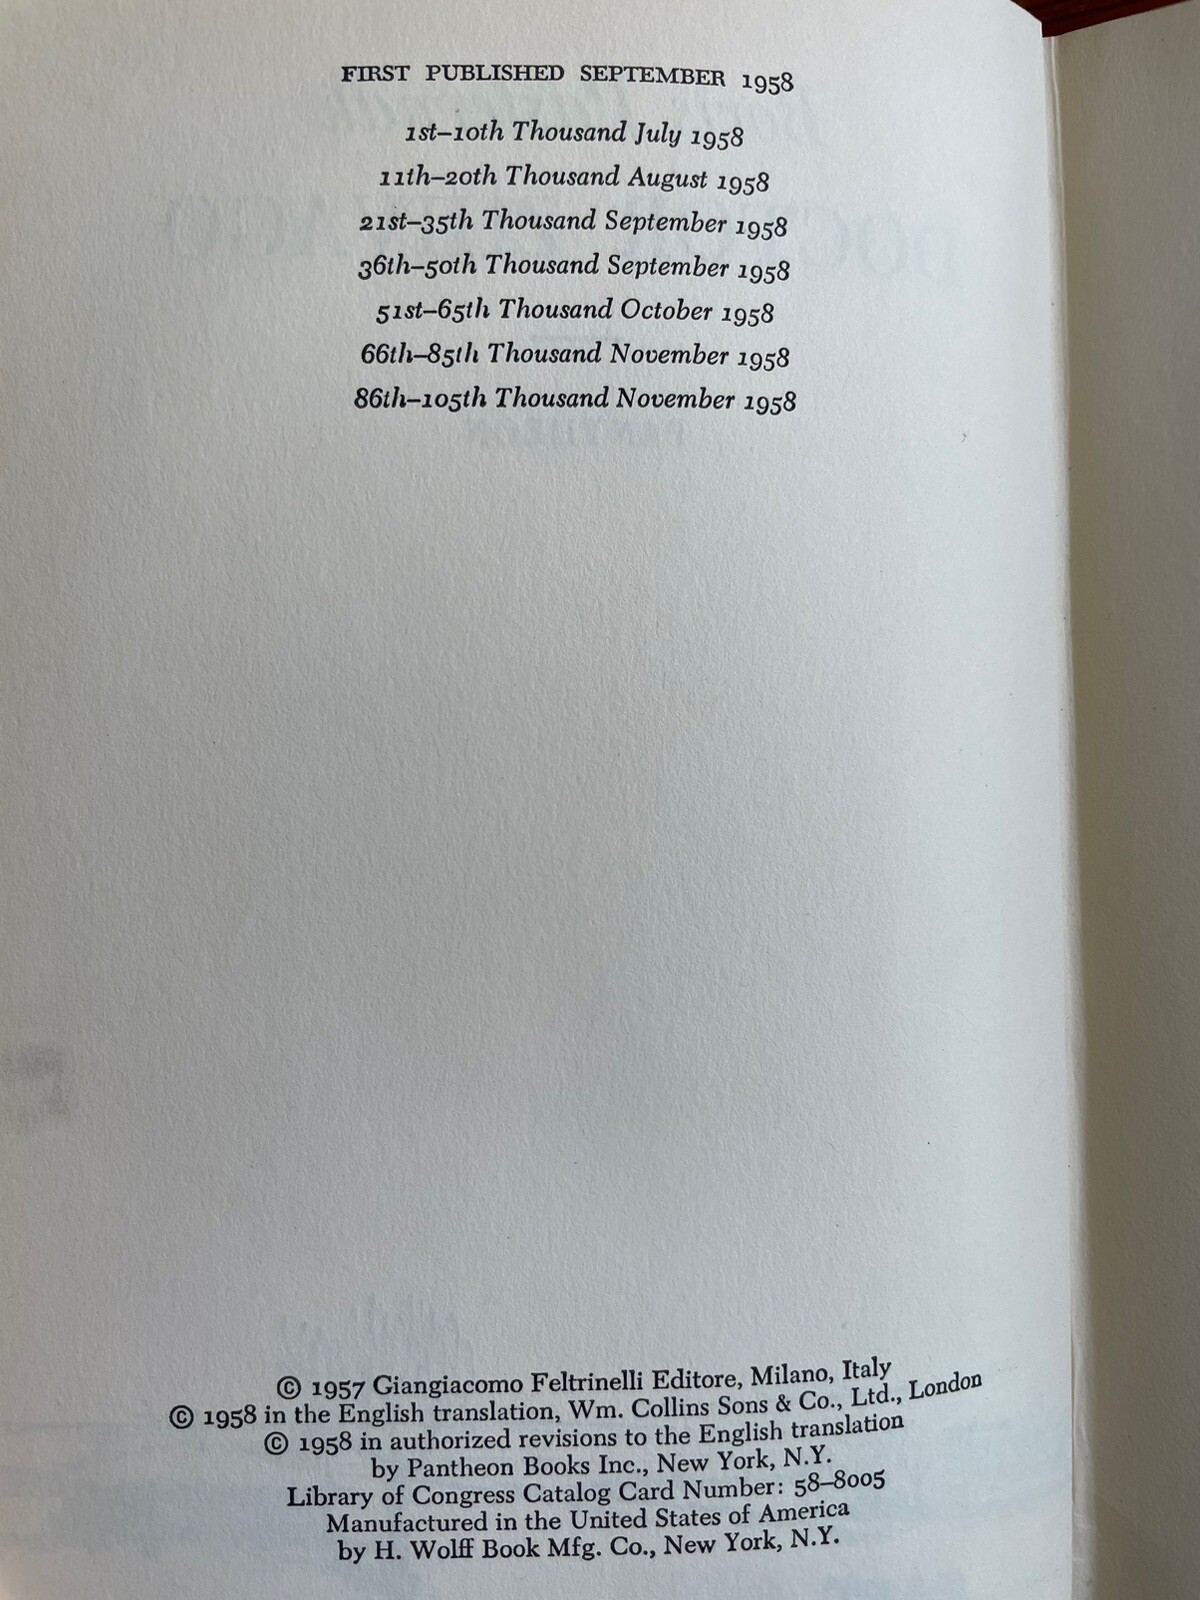 FIRST PUBLISHED SEPTEMBER 1958
1st–10th Thousand July 1958
11th–20th Thousand August 1958
21st–35th Thousand September 1958
36th–50th Thousand September 1958
51st–65th Thousand October 1958
66th–85th Thousand November 1958
86th–105th Thousand November 1958
© 1957 Giangiacomo Feltrinelli Editore, Milano, Italy
© 1958 in the English translation, Wm. Collins Sons & Co., Ltd., London
© 1958 in authorized revisions to the English translation
by Pantheon Books Inc., New York, N.Y.
Library of Congress Catalog Card Number: 58–8005
Manufactured in the United States of America
by H. Wolff Book Mfg. Co., New York, N.Y.